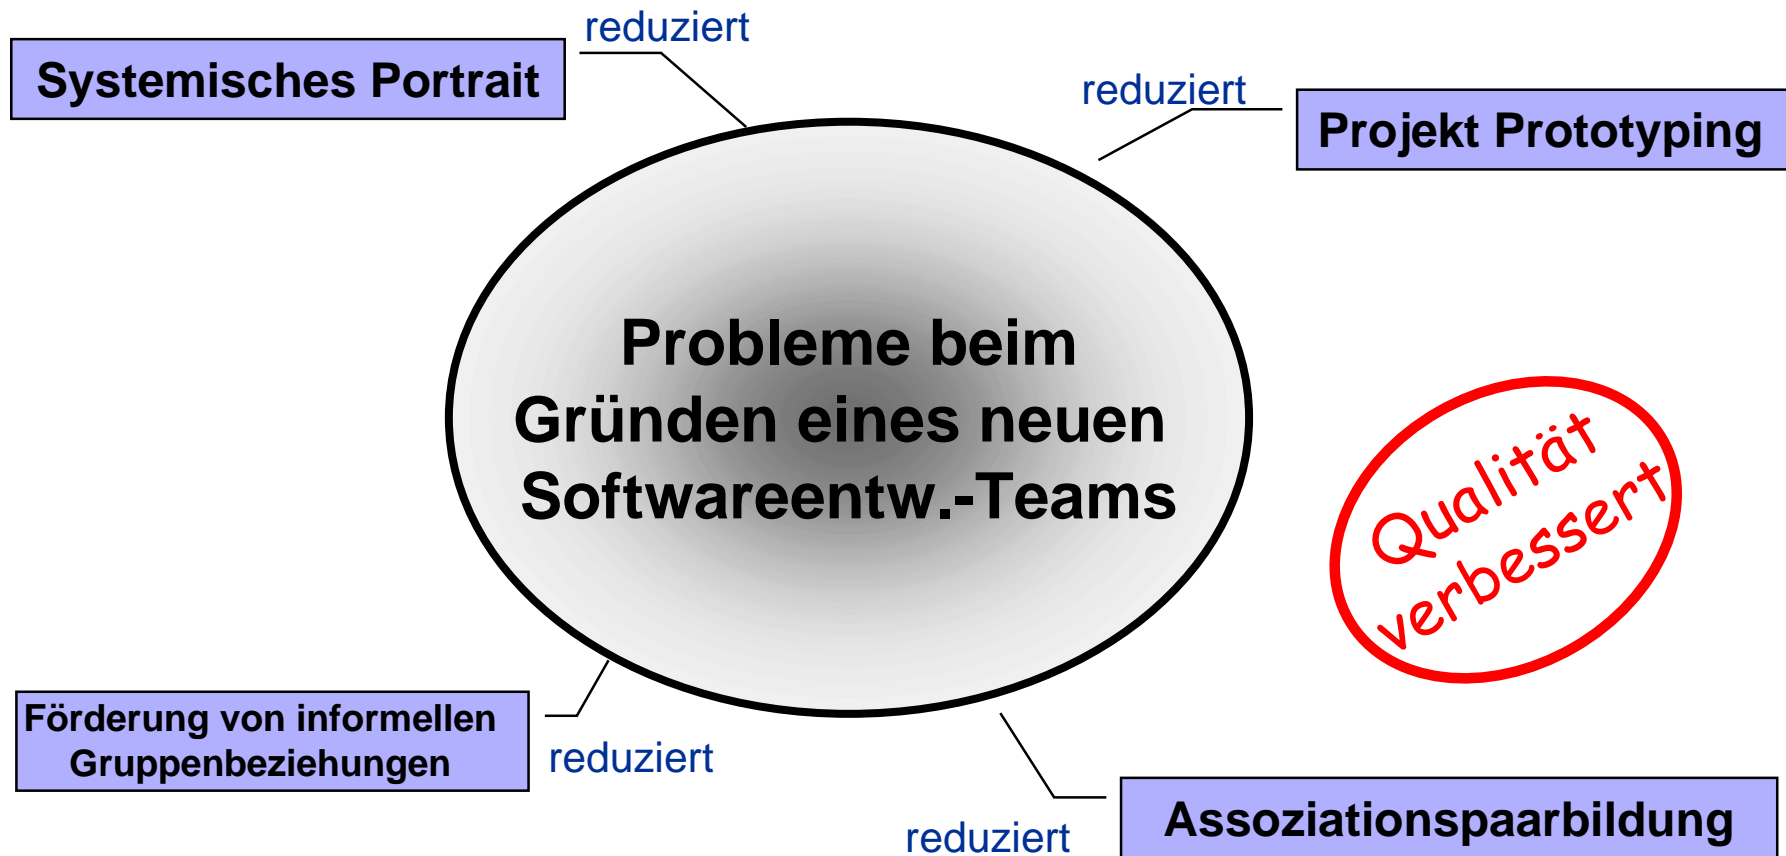 reduziert
Systemisches Portrait
reduziert
Projekt Prototyping
Probleme beim
Gründen eines neuen
Softwareentw.-Teams
Qualität
verbessert
Förderung von informellen
Gruppenbeziehungen
reduziert
Assoziationspaarbildung
reduziert